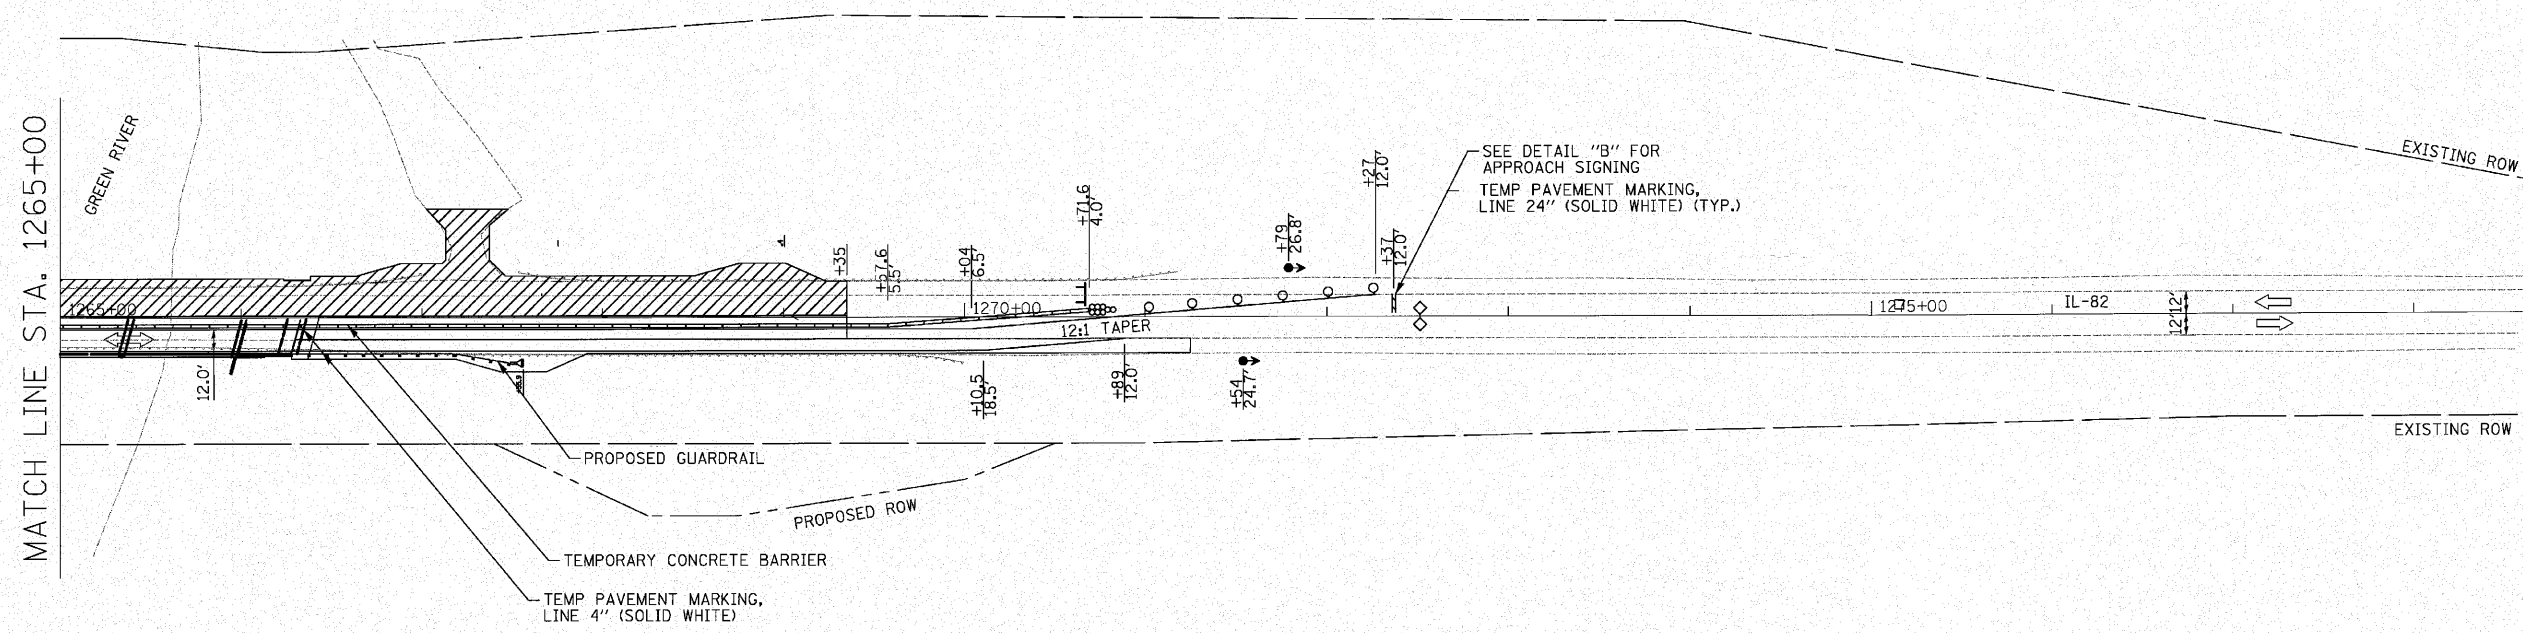 MATCH LINE STA. 1265+00
GREEN RIVER
1265+00
12.0'
+35
+57.6
5.5'
+04
6.5'
1270+00
+71.6
4.0'
12:1 TAPER
+10.5
18.5'
+89
12.0'
+79
26.8'
+54
24.7'
+27
12.0'
+37
12.0'
SEE DETAIL "B" FOR
APPROACH SIGNING
TEMP PAVEMENT MARKING,
LINE 24" (SOLID WHITE) (TYP.)
1275+00
IL-82
12'
12'
EXISTING ROW
EXISTING ROW
PROPOSED GUARDRAIL
PROPOSED ROW
TEMPORARY CONCRETE BARRIER
TEMP PAVEMENT MARKING,
LINE 4" (SOLID WHITE)